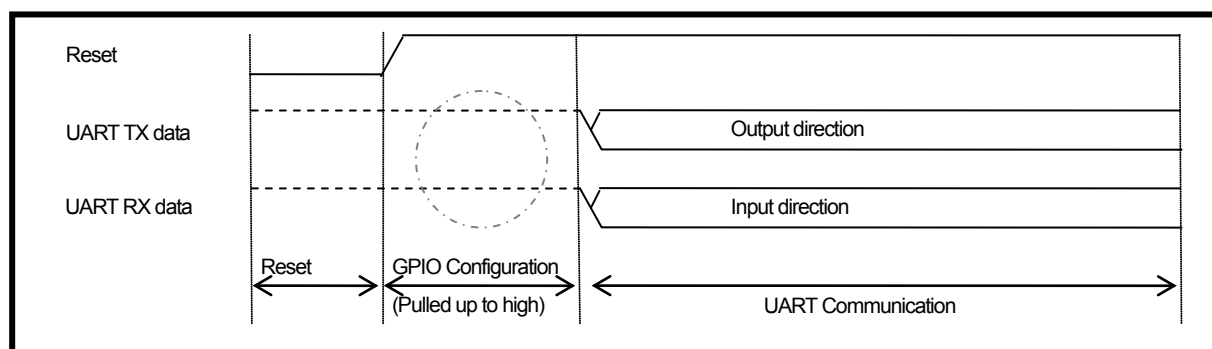 Reset
UART TX data
Output direction
UART RX data
Input direction
Reset
GPIO Configuration
(Pulled up to high)
UART Communication